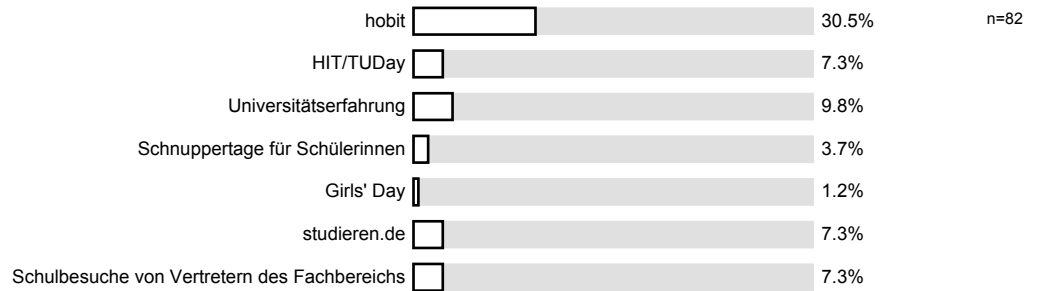 hobit 30.5% n=82
HIT/TUDay 7.3%
Universitätserfahrung 9.8%
Schnuppertage für Schülerinnen 3.7%
Girls' Day 1.2%
studieren.de 7.3%
Schulbesuche von Vertretern des Fachbereichs 7.3%